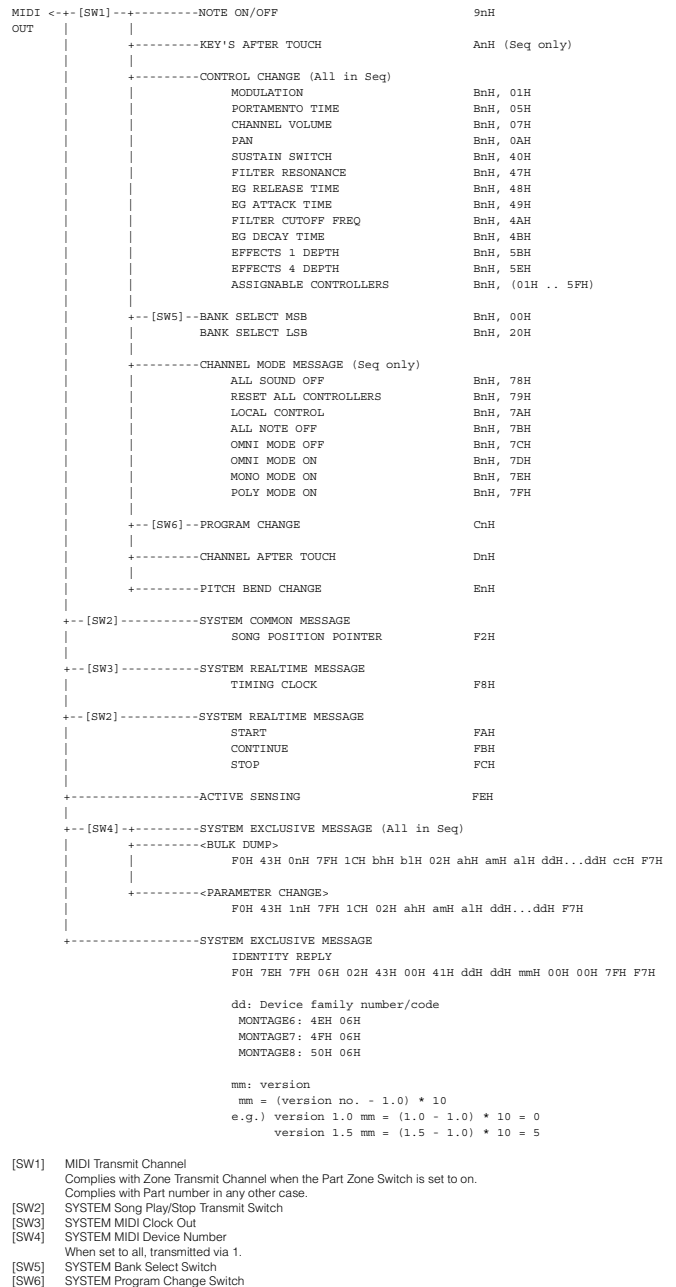 MIDI <-+-[SW1]--+---------NOTE ON/OFF                     9nH
OUT    |        |
       |        +---------KEY'S AFTER TOUCH               AnH (Seq only)
       |        |
       |        +---------CONTROL CHANGE (All in Seq)
       |        |             MODULATION                  BnH, 01H
       |        |             PORTAMENTO TIME             BnH, 05H
       |        |             CHANNEL VOLUME              BnH, 07H
       |        |             PAN                         BnH, 0AH
       |        |             SUSTAIN SWITCH              BnH, 40H
       |        |             FILTER RESONANCE            BnH, 47H
       |        |             EG RELEASE TIME             BnH, 48H
       |        |             EG ATTACK TIME              BnH, 49H
       |        |             FILTER CUTOFF FREQ          BnH, 4AH
       |        |             EG DECAY TIME               BnH, 4BH
       |        |             EFFECTS 1 DEPTH             BnH, 5BH
       |        |             EFFECTS 4 DEPTH             BnH, 5EH
       |        |             ASSIGNABLE CONTROLLERS      BnH, (01H .. 5FH)
       |        |
       |        +--[SW5]--BANK SELECT MSB                 BnH, 00H
       |        |         BANK SELECT LSB                 BnH, 20H
       |        |
       |        +---------CHANNEL MODE MESSAGE (Seq only)
       |        |             ALL SOUND OFF               BnH, 78H
       |        |             RESET ALL CONTROLLERS       BnH, 79H
       |        |             LOCAL CONTROL               BnH, 7AH
       |        |             ALL NOTE OFF                BnH, 7BH
       |        |             OMNI MODE OFF               BnH, 7CH
       |        |             OMNI MODE ON                BnH, 7DH
       |        |             MONO MODE ON                BnH, 7EH
       |        |             POLY MODE ON                BnH, 7FH
       |        |
       |        +--[SW6]--PROGRAM CHANGE                  CnH
       |        |
       |        +---------CHANNEL AFTER TOUCH             DnH
       |        |
       |        +---------PITCH BEND CHANGE               EnH
       |
       +--[SW2]-----------SYSTEM COMMON MESSAGE
       |                      SONG POSITION POINTER       F2H
       |
       +--[SW3]-----------SYSTEM REALTIME MESSAGE
       |                      TIMING CLOCK                F8H
       |
       +--[SW2]-----------SYSTEM REALTIME MESSAGE
       |                      START                       FAH
       |                      CONTINUE                    FBH
       |                      STOP                        FCH
       |
       +------------------ACTIVE SENSING                  FEH
       |
       +--[SW4]-+---------SYSTEM EXCLUSIVE MESSAGE (All in Seq)
       |        +---------<BULK DUMP>
       |        |             F0H 43H 0nH 7FH 1CH bhH blH 02H ahH amH alH ddH...ddH ccH F7H
       |        |
       |        +---------<PARAMETER CHANGE>
       |                      F0H 43H 1nH 7FH 1CH 02H ahH amH alH ddH...ddH F7H
       |
       +------------------SYSTEM EXCLUSIVE MESSAGE
                              IDENTITY REPLY
                              F0H 7EH 7FH 06H 02H 43H 00H 41H ddH ddH mmH 00H 00H 7FH F7H

                              dd: Device family number/code
                               MONTAGE6: 4EH 06H
                               MONTAGE7: 4FH 06H
                               MONTAGE8: 50H 06H

                              mm: version
                               mm = (version no. - 1.0) * 10
                              e.g.) version 1.0 mm = (1.0 - 1.0) * 10 = 0
                                    version 1.5 mm = (1.5 - 1.0) * 10 = 5

[SW1]   MIDI Transmit Channel
        Complies with Zone Transmit Channel when the Part Zone Switch is set to on.
        Complies with Part number in any other case.
[SW2]   SYSTEM Song Play/Stop Transmit Switch
[SW3]   SYSTEM MIDI Clock Out
[SW4]   SYSTEM MIDI Device Number
        When set to all, transmitted via 1.
[SW5]   SYSTEM Bank Select Switch
[SW6]   SYSTEM Program Change Switch